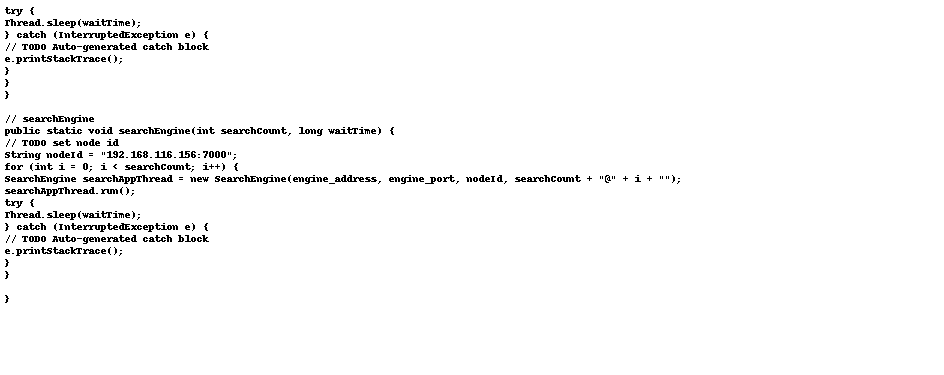 try {
Thread.sleep(waitTime);
} catch (InterruptedException e) {
// TODO Auto-generated catch block
e.printStackTrace();
}
}
}
// searchEngine
public static void searchEngine(int searchCount, long waitTime) {
// TODO set node id
String nodeId = "192.168.116.156:7000";
for (int i = 0; i < searchCount; i++) {
SearchEngine searchAppThread = new SearchEngine(engine_address, engine_port, nodeId, searchCount + "@" + i + "");
searchAppThread.run();
try {
Thread.sleep(waitTime);
} catch (InterruptedException e) {
// TODO Auto-generated catch block
e.printStackTrace();
}
}
}